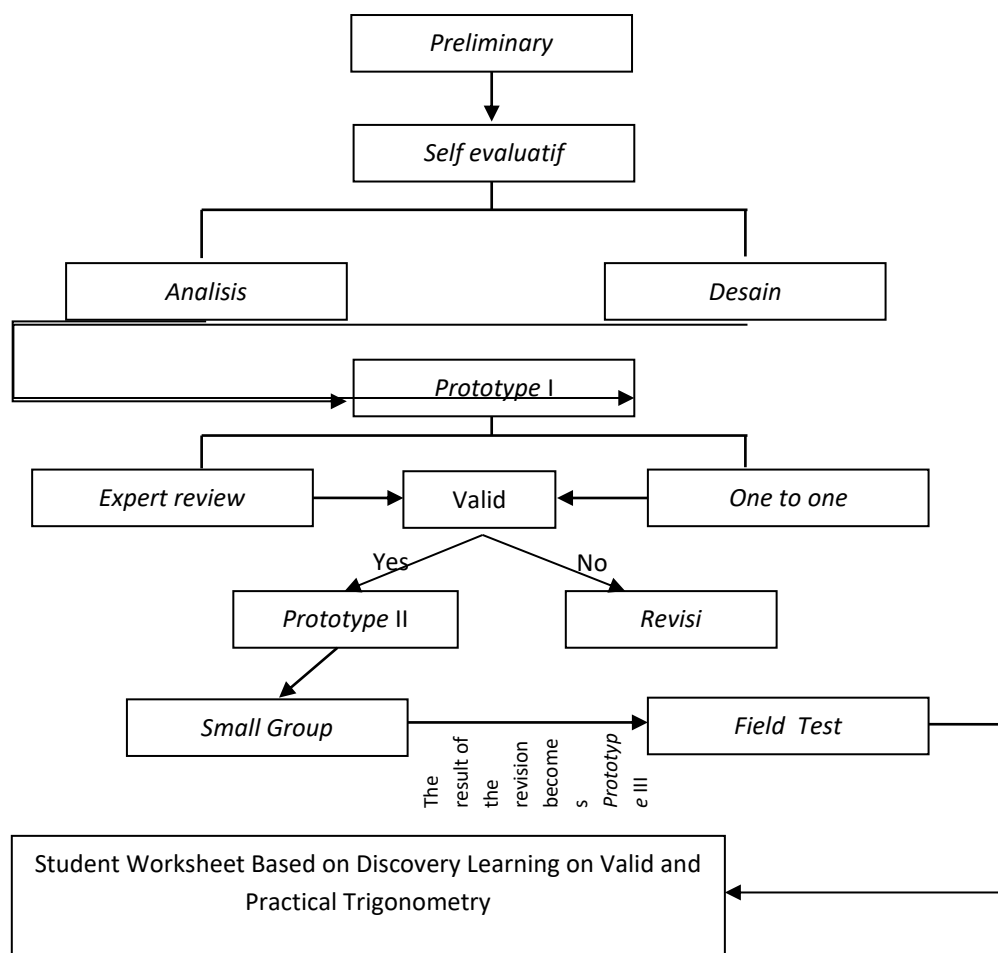 Preliminary
Self evaluatif
Analisis
Desain
Prototype I
Expert review
Valid
One to one
Yes
No
Prototype II
Revisi
Small Group
Field Test
The
result of
the
revision
become
s
Prototyp
e III
Student Worksheet Based on Discovery Learning on Valid and
Practical Trigonometry